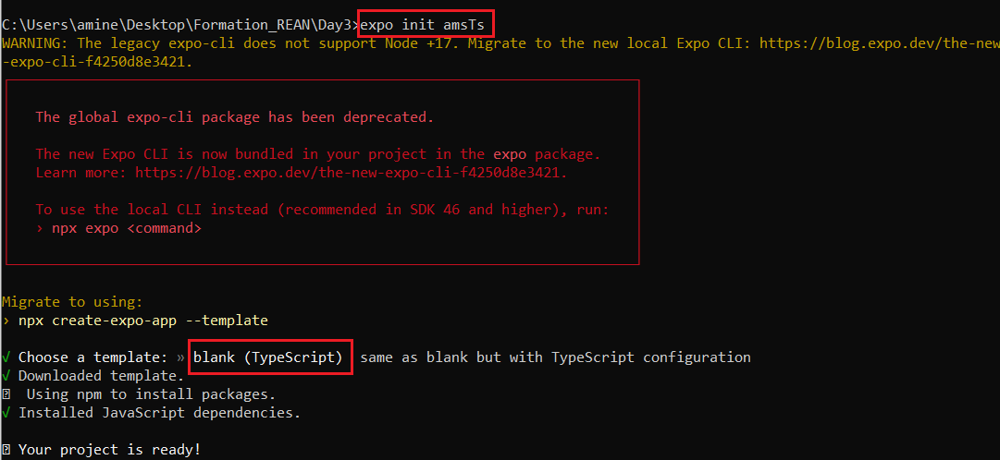 C:\Users\amine\Desktop\Formation_REAN\Day3>expo init amsTs
WARNING: The legacy expo-cli does not support Node +17. Migrate to the new local Expo CLI: https://blog.expo.dev/the-new
-expo-cli-f4250d8e3421.
The global expo-cli package has been deprecated.
The new Expo CLI is now bundled in your project in the expo package.
Learn more: https://blog.expo.dev/the-new-expo-cli-f4250d8e3421.
To use the local CLI instead (recommended in SDK 46 and higher), run:
› npx expo <command>
Migrate to using:
› npx create-expo-app --template
√ Choose a template: » blank (TypeScript) same as blank but with TypeScript configuration
√ Downloaded template.
⍰ Using npm to install packages.
√ Installed JavaScript dependencies.
⍰ Your project is ready!